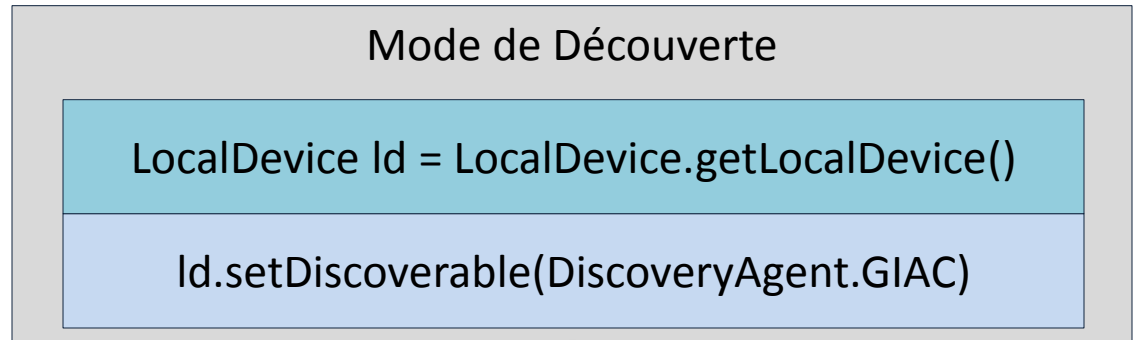 Mode de Découverte
LocalDevice ld = LocalDevice.getLocalDevice()
ld.setDiscoverable(DiscoveryAgent.GIAC)